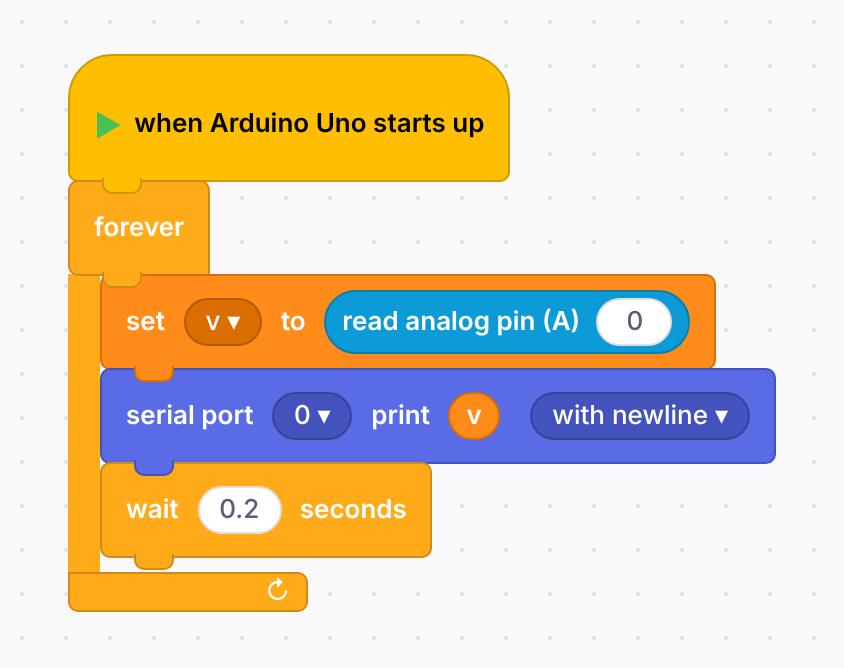 when Arduino Uno starts up
forever
set v ▾ to read analog pin (A) 0
serial port 0 ▾ print v with newline ▾
wait 0.2 seconds